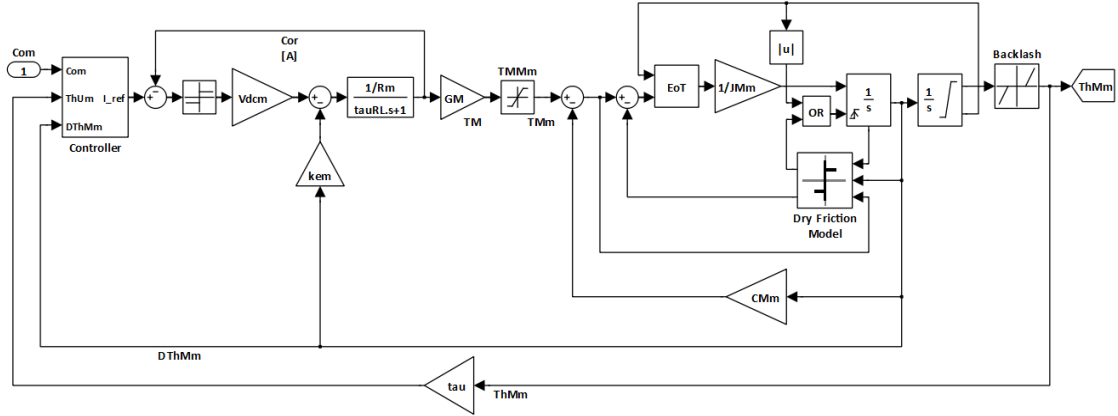 Com
1
Com
ThUm
I_ref
DThMm
Controller
Cor
[A]
Vdcm
kem
1/Rm
tauRL.s+1
GM
TM
TMMm
TMm
EoT
1/JMm
|u|
OR
1
s
1
s
Backlash
ThMm
Dry Friction
Model
CMm
DThMm
tau
ThMm